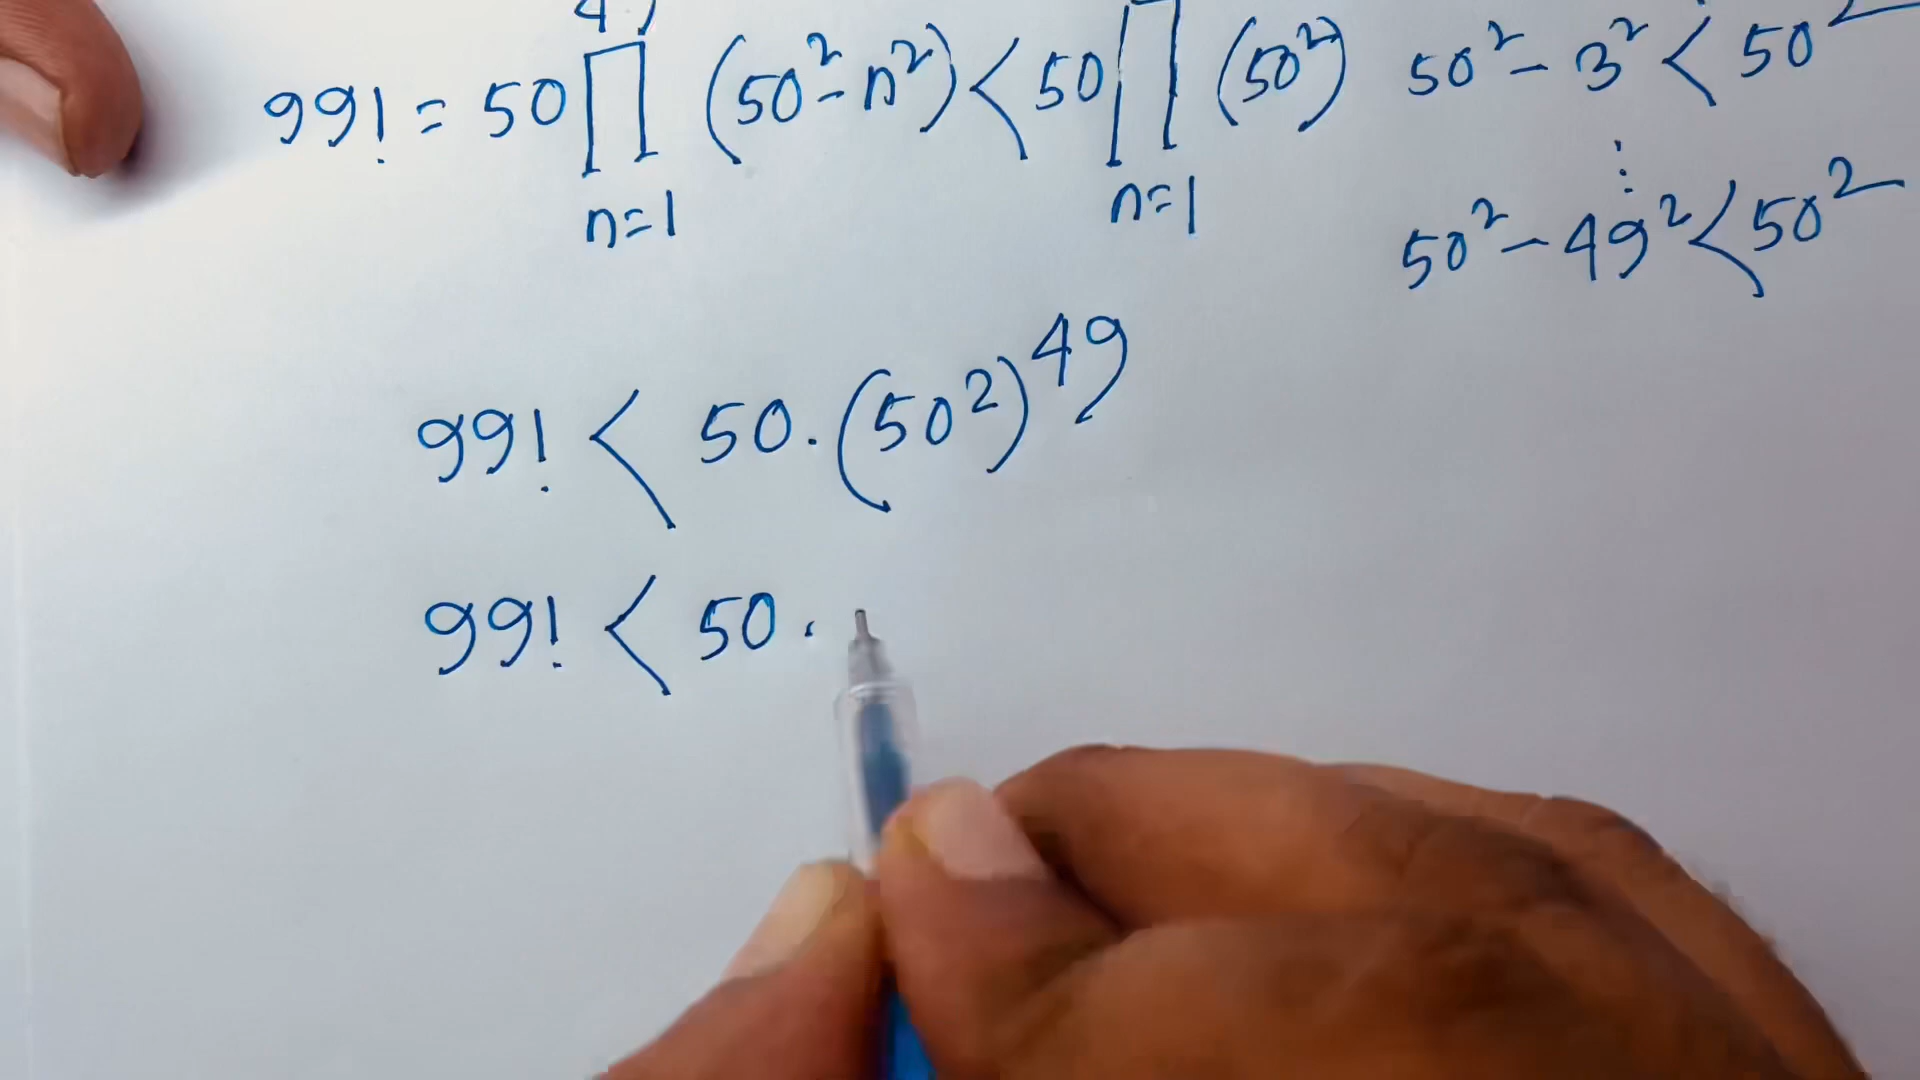 99! = 50 ∏ (50² - n²) < 50 ∏ (50²)
n=1 n=1
50² - 3² < 50²
⋮
50² - 49² < 50²
99! < 50 . (50²)⁴⁹
99! < 50 .